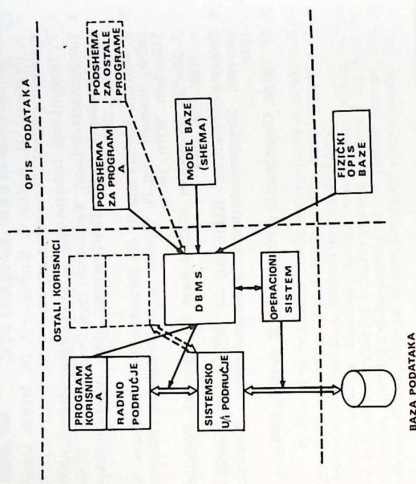 OPIS PODATAKA
OSTALI KORISNICI
PODSHEMA
ZA OSTALE
PROGRAME
PODSHEMA
ZA PROGRAM
A
MODEL BAZE
(SHEMA)
FIZIČKI
OPIS
BAZE
PROGRAM
KORISNIKA
A
RADNO
PODRUČJE
DBMS
SISTEMSKO
U/I PODRUČJE
OPERACIONI
SISTEM
BAZA PODATAKA